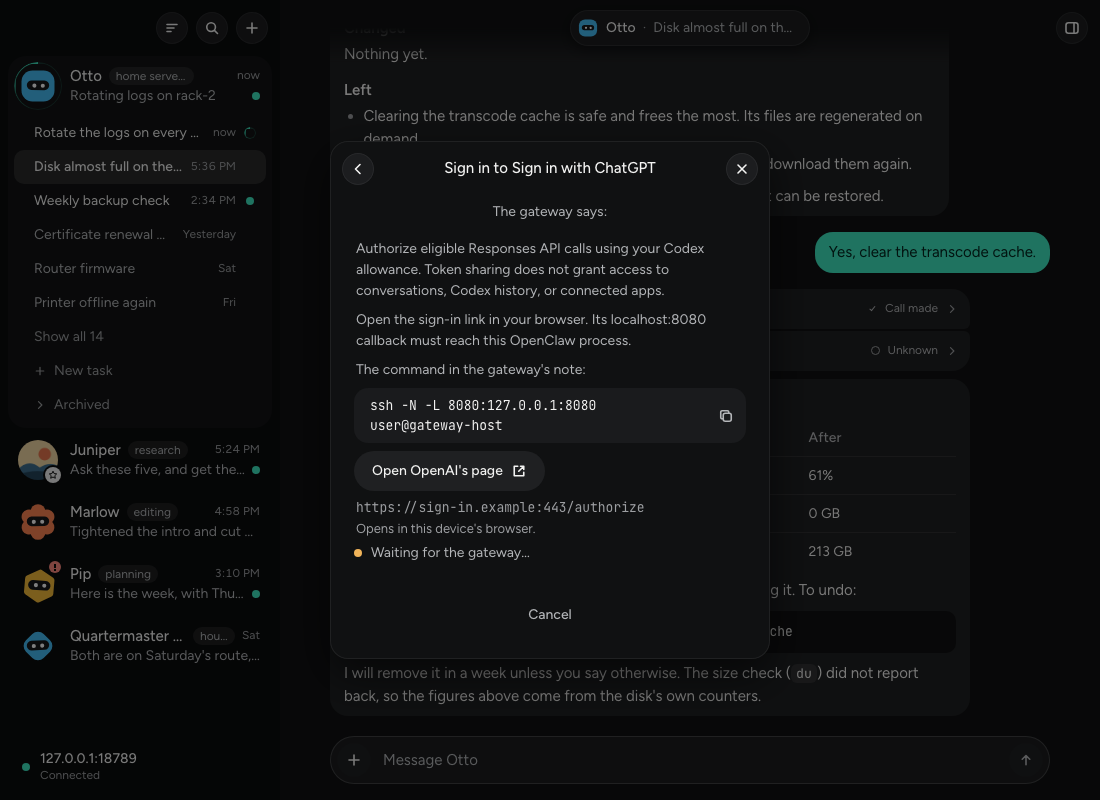 Otto · Disk almost full on th...
Otto home serve... now
Rotating logs on rack-2
Rotate the logs on every ... now
Disk almost full on the... 5:36 PM
Weekly backup check 2:34 PM
Certificate renewal ... Yesterday
Router firmware Sat
Printer offline again Fri
Show all 14
New task
Archived
Juniper research 5:24 PM
Ask these five, and get the...
Marlow editing 4:58 PM
Tightened the intro and cut ...
Pip planning 3:10 PM
Here is the week, with Thu...
Quartermaster ... hou... Sat
Both are on Saturday's route,...
127.0.0.1:18789
Connected
Nothing yet.
Left
Clearing the transcode cache is safe and frees the most. Its files are regenerated on
demand
download them again.
can be restored.
Yes, clear the transcode cache.
Call made
Unknown
Sign in to Sign in with ChatGPT
The gateway says:
Authorize eligible Responses API calls using your Codex
allowance. Token sharing does not grant access to
conversations, Codex history, or connected apps.
Open the sign-in link in your browser. Its localhost:8080
callback must reach this OpenClaw process.
The command in the gateway's note:
ssh -N -L 8080:127.0.0.1:8080
user@gateway-host
Open OpenAI's page
https://sign-in.example:443/authorize
Opens in this device's browser.
Waiting for the gateway...
Cancel
After
61%
0 GB
213 GB
g it. To undo:
che
I will remove it in a week unless you say otherwise. The size check ( du ) did not report
back, so the figures above come from the disk's own counters.
Message Otto